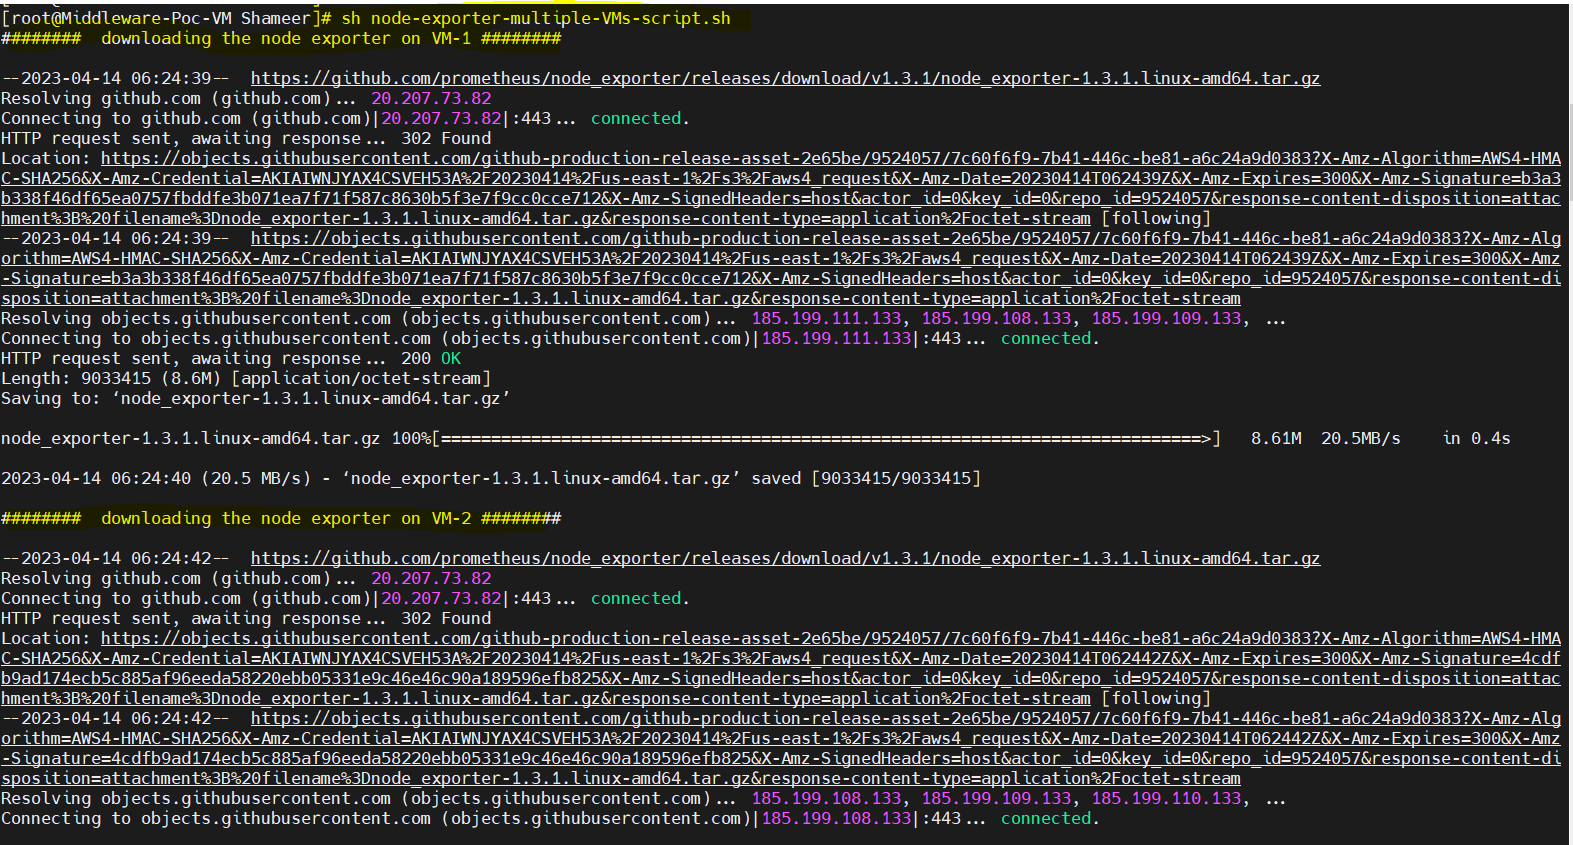 [root@Middleware-Poc-VM Shameer]# sh node-exporter-multiple-VMs-script.sh
########  downloading the node exporter on VM-1 ########
--2023-04-14 06:24:39--  https://github.com/prometheus/node_exporter/releases/download/v1.3.1/node_exporter-1.3.1.linux-amd64.tar.gz
Resolving github.com (github.com)... 20.207.73.82
Connecting to github.com (github.com)|20.207.73.82|:443... connected.
HTTP request sent, awaiting response... 302 Found
Location: https://objects.githubusercontent.com/github-production-release-asset-2e65be/9524057/7c60f6f9-7b41-446c-be81-a6c24a9d0383?X-Amz-Algorithm=AWS4-HMA
C-SHA256&X-Amz-Credential=AKIAIWNJYAX4CSVEH53A%2F20230414%2Fus-east-1%2Fs3%2Faws4_request&X-Amz-Date=20230414T062439Z&X-Amz-Expires=300&X-Amz-Signature=b3a3
b338f46df65ea0757fbddfe3b071ea7f71f587c8630b5f3e7f9cc0cce712&X-Amz-SignedHeaders=host&actor_id=0&key_id=0&repo_id=9524057&response-content-disposition=attac
hment%3B%20filename%3Dnode_exporter-1.3.1.linux-amd64.tar.gz&response-content-type=application%2Foctet-stream [following]
--2023-04-14 06:24:39--  https://objects.githubusercontent.com/github-production-release-asset-2e65be/9524057/7c60f6f9-7b41-446c-be81-a6c24a9d0383?X-Amz-Alg
orithm=AWS4-HMAC-SHA256&X-Amz-Credential=AKIAIWNJYAX4CSVEH53A%2F20230414%2Fus-east-1%2Fs3%2Faws4_request&X-Amz-Date=20230414T062439Z&X-Amz-Expires=300&X-Amz
-Signature=b3a3b338f46df65ea0757fbddfe3b071ea7f71f587c8630b5f3e7f9cc0cce712&X-Amz-SignedHeaders=host&actor_id=0&key_id=0&repo_id=9524057&response-content-di
sposition=attachment%3B%20filename%3Dnode_exporter-1.3.1.linux-amd64.tar.gz&response-content-type=application%2Foctet-stream
Resolving objects.githubusercontent.com (objects.githubusercontent.com)... 185.199.111.133, 185.199.108.133, 185.199.109.133, ...
Connecting to objects.githubusercontent.com (objects.githubusercontent.com)|185.199.111.133|:443... connected.
HTTP request sent, awaiting response... 200 OK
Length: 9033415 (8.6M) [application/octet-stream]
Saving to: ‘node_exporter-1.3.1.linux-amd64.tar.gz’
node_exporter-1.3.1.linux-amd64.tar.gz 100%[============================================================================>]   8.61M  20.5MB/s    in 0.4s
2023-04-14 06:24:40 (20.5 MB/s) - ‘node_exporter-1.3.1.linux-amd64.tar.gz’ saved [9033415/9033415]
########  downloading the node exporter on VM-2 ########
--2023-04-14 06:24:42--  https://github.com/prometheus/node_exporter/releases/download/v1.3.1/node_exporter-1.3.1.linux-amd64.tar.gz
Resolving github.com (github.com)... 20.207.73.82
Connecting to github.com (github.com)|20.207.73.82|:443... connected.
HTTP request sent, awaiting response... 302 Found
Location: https://objects.githubusercontent.com/github-production-release-asset-2e65be/9524057/7c60f6f9-7b41-446c-be81-a6c24a9d0383?X-Amz-Algorithm=AWS4-HMA
C-SHA256&X-Amz-Credential=AKIAIWNJYAX4CSVEH53A%2F20230414%2Fus-east-1%2Fs3%2Faws4_request&X-Amz-Date=20230414T062442Z&X-Amz-Expires=300&X-Amz-Signature=4cdf
b9ad174ecb5c885af96eeda58220ebb05331e9c46e46c90a189596efb825&X-Amz-SignedHeaders=host&actor_id=0&key_id=0&repo_id=9524057&response-content-disposition=attac
hment%3B%20filename%3Dnode_exporter-1.3.1.linux-amd64.tar.gz&response-content-type=application%2Foctet-stream [following]
--2023-04-14 06:24:42--  https://objects.githubusercontent.com/github-production-release-asset-2e65be/9524057/7c60f6f9-7b41-446c-be81-a6c24a9d0383?X-Amz-Alg
orithm=AWS4-HMAC-SHA256&X-Amz-Credential=AKIAIWNJYAX4CSVEH53A%2F20230414%2Fus-east-1%2Fs3%2Faws4_request&X-Amz-Date=20230414T062442Z&X-Amz-Expires=300&X-Amz
-Signature=4cdfb9ad174ecb5c885af96eeda58220ebb05331e9c46e46c90a189596efb825&X-Amz-SignedHeaders=host&actor_id=0&key_id=0&repo_id=9524057&response-content-di
sposition=attachment%3B%20filename%3Dnode_exporter-1.3.1.linux-amd64.tar.gz&response-content-type=application%2Foctet-stream
Resolving objects.githubusercontent.com (objects.githubusercontent.com)... 185.199.108.133, 185.199.109.133, 185.199.110.133, ...
Connecting to objects.githubusercontent.com (objects.githubusercontent.com)|185.199.108.133|:443... connected.